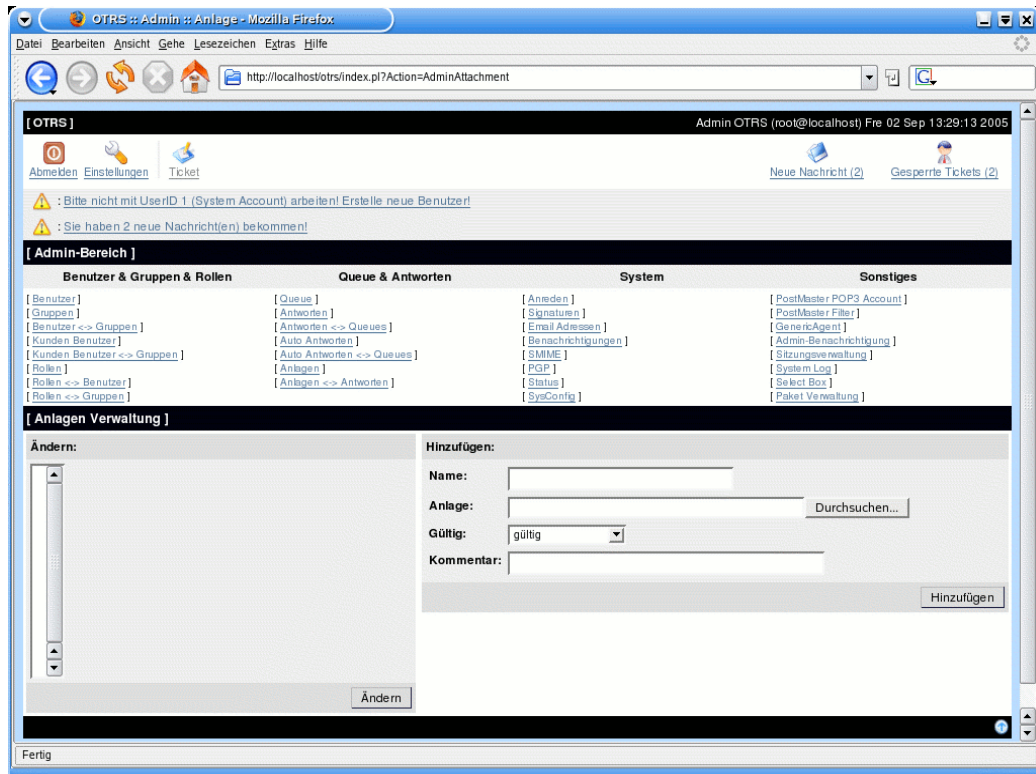 OTRS :: Admin :: Anlage - Mozilla Firefox
Datei Bearbeiten Ansicht Gehe Lesezeichen Extras Hilfe
http://localhost/otrs/index.pl?Action=AdminAttachment
[ OTRS ] Admin OTRS (root@localhost) Fre 02 Sep 13:29:13 2005
Abmelden Einstellungen Ticket Neue Nachricht (2) Gesperrte Tickets (2)
: Bitte nicht mit UserID 1 (System Account) arbeiten! Erstelle neue Benutzer!
: Sie haben 2 neue Nachricht(en) bekommen!
[ Admin-Bereich ]
Benutzer & Gruppen & Rollen Queue & Antworten System Sonstiges
[ Benutzer ] [ Queue ] [ Anreden ] [ PostMaster POP3 Account ]
[ Gruppen ] [ Antworten ] [ Signaturen ] [ PostMaster Filter ]
[ Benutzer <-> Gruppen ] [ Antworten <-> Queues ] [ Email Adressen ] [ GenericAgent ]
[ Kunden Benutzer ] [ Auto Antworten ] [ Benachrichtigungen ] [ Admin-Benachrichtigung ]
[ Kunden Benutzer <-> Gruppen ] [ Auto Antworten <-> Queues ] [ SMIME ] [ Sitzungsverwaltung ]
[ Rollen ] [ Anlagen ] [ PGP ] [ System Log ]
[ Rollen <-> Benutzer ] [ Anlagen <-> Antworten ] [ Status ] [ Select Box ]
[ Rollen <-> Gruppen ] [ SysConfig ] [ Paket Verwaltung ]
[ Anlagen Verwaltung ]
Ändern:
Ändern
Hinzufügen:
Name:
Anlage: Durchsuchen...
Gültig: gültig
Kommentar:
Hinzufügen
Fertig